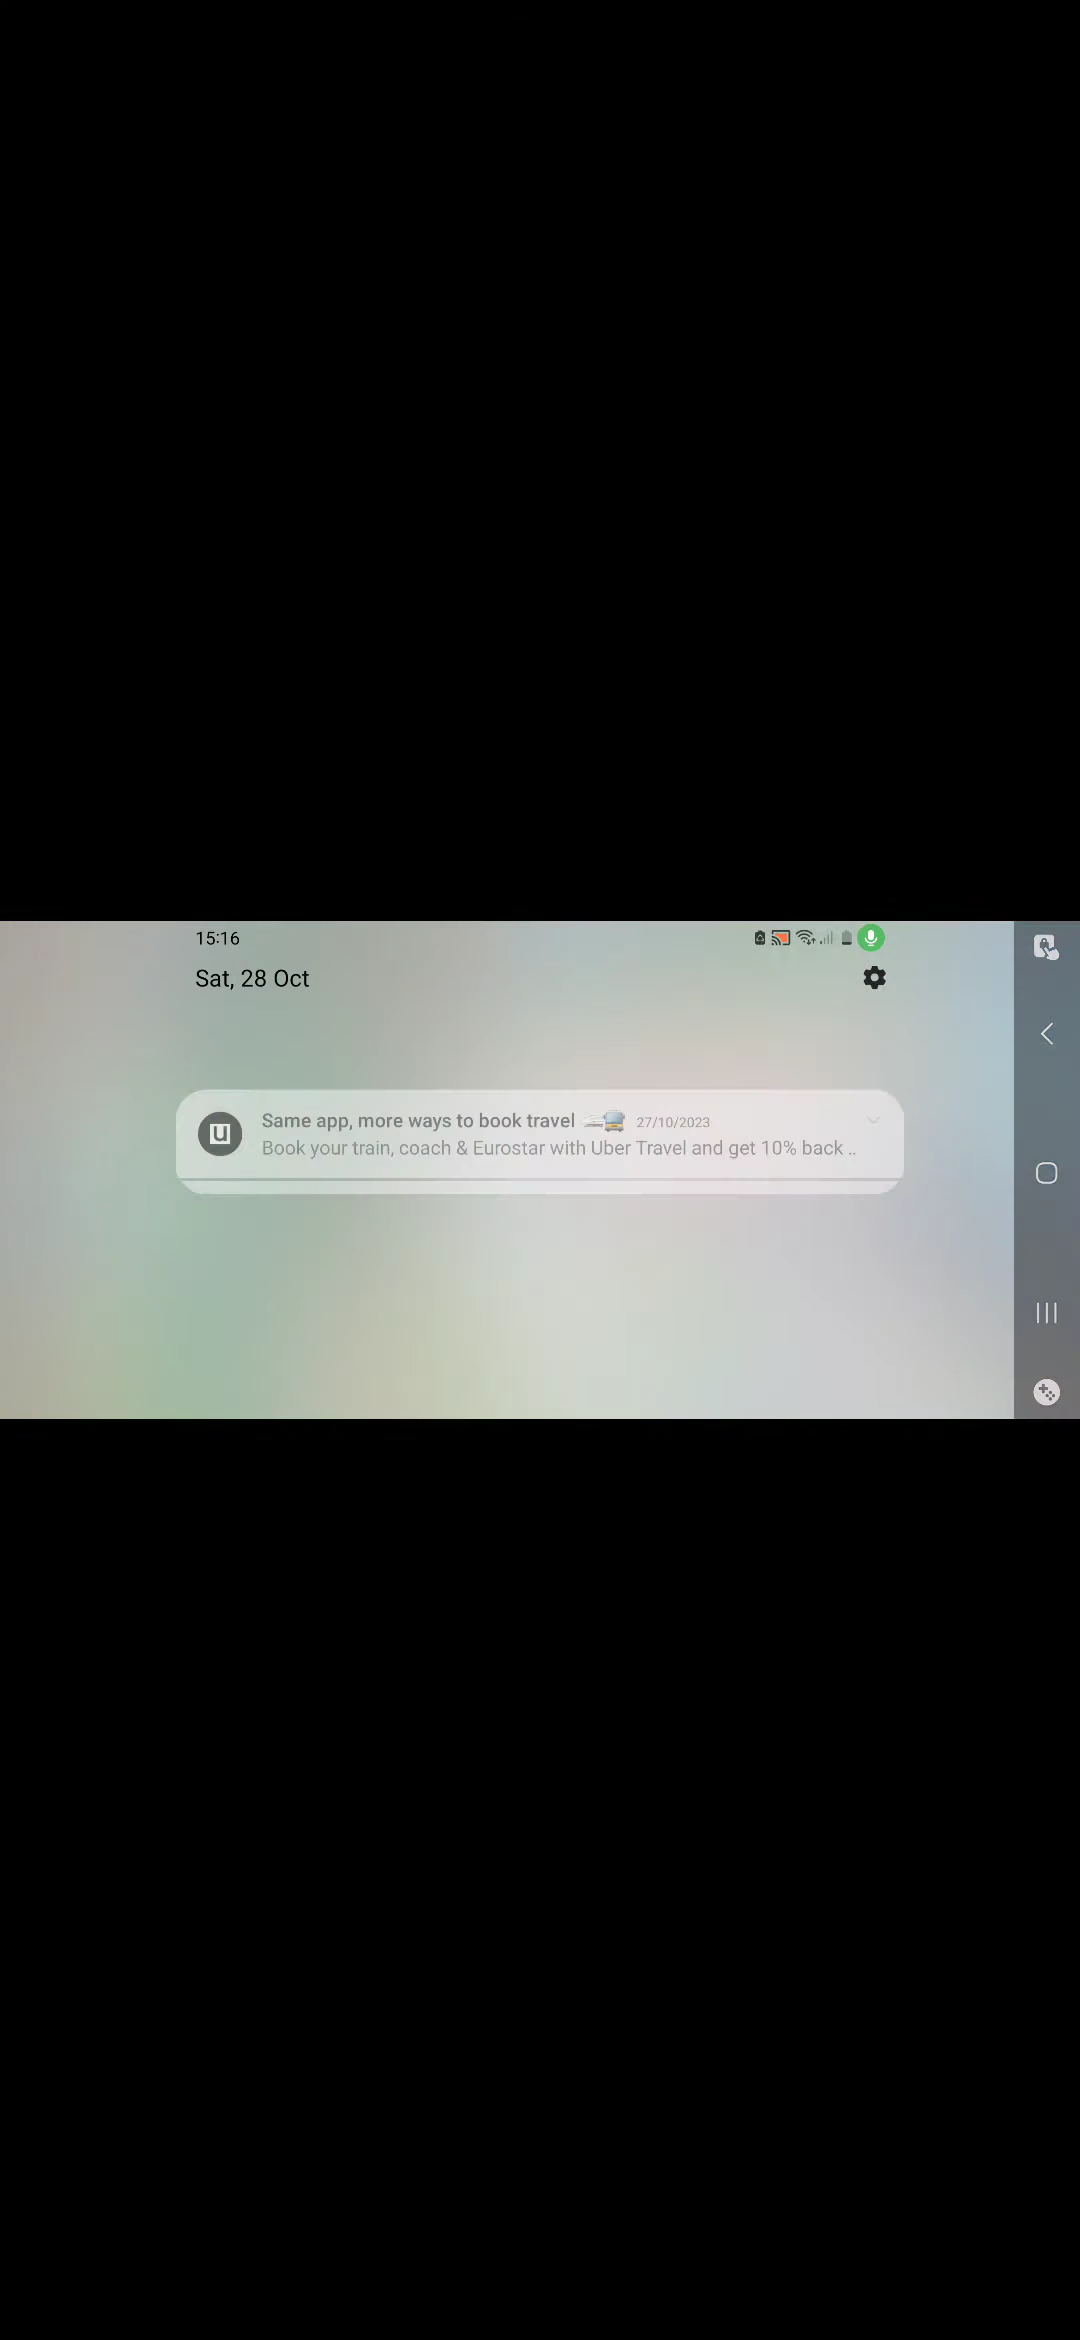 15:16
Sat, 28 Oct
Same app, more ways to book travel 🚄🚍 27/10/2023
Book your train, coach & Eurostar with Uber Travel and get 10% back ..